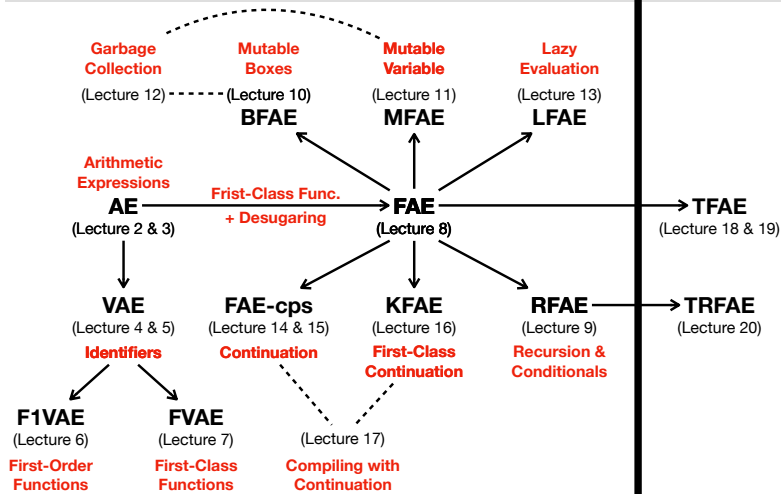 Garbage
Collection
(Lecture 12)
Mutable
Boxes
(Lecture 10)
BFAE
Mutable
Variable
(Lecture 11)
MFAE
Lazy
Evaluation
(Lecture 13)
LFAE
Arithmetic
Expressions
AE
(Lecture 2 & 3)
Frist-Class Func.
+ Desugaring
FAE
(Lecture 8)
TFAE
(Lecture 18 & 19)
VAE
(Lecture 4 & 5)
Identifiers
FAE-cps
(Lecture 14 & 15)
Continuation
KFAE
(Lecture 16)
First-Class
Continuation
RFAE
(Lecture 9)
Recursion &
Conditionals
TRFAE
(Lecture 20)
F1VAE
(Lecture 6)
First-Order
Functions
FVAE
(Lecture 7)
First-Class
Functions
(Lecture 17)
Compiling with
Continuation